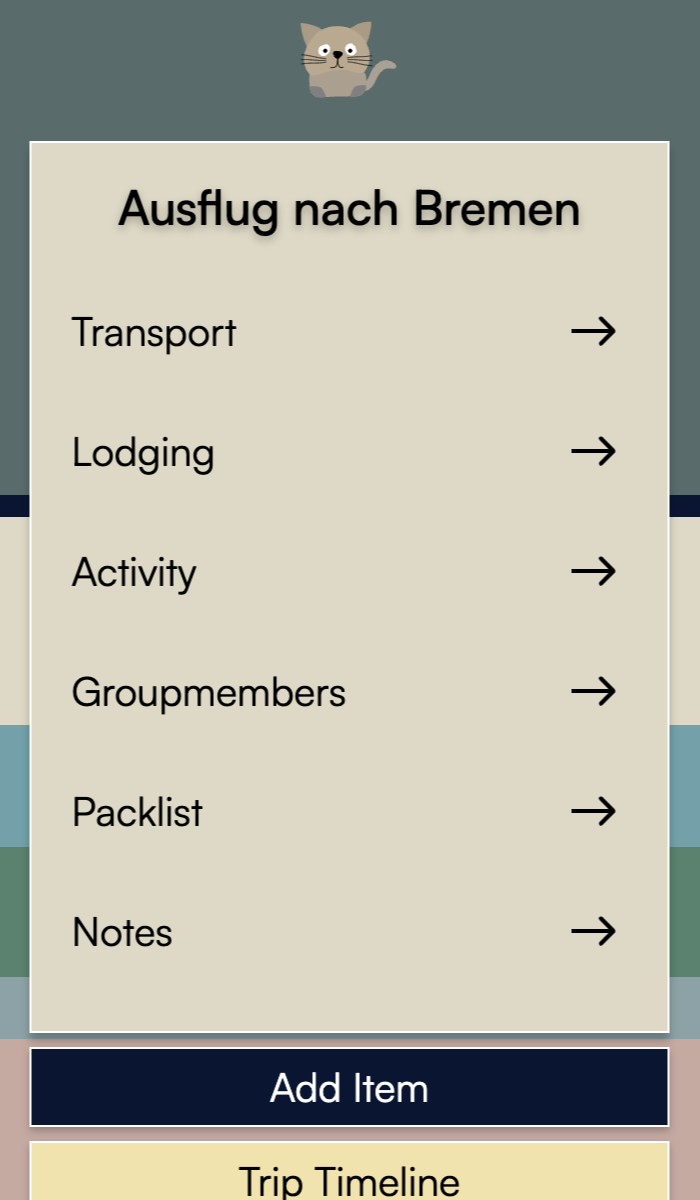 Ausflug nach Bremen
Transport
Lodging
Activity
Groupmembers
Packlist
Notes
Add Item
Trip Timeline